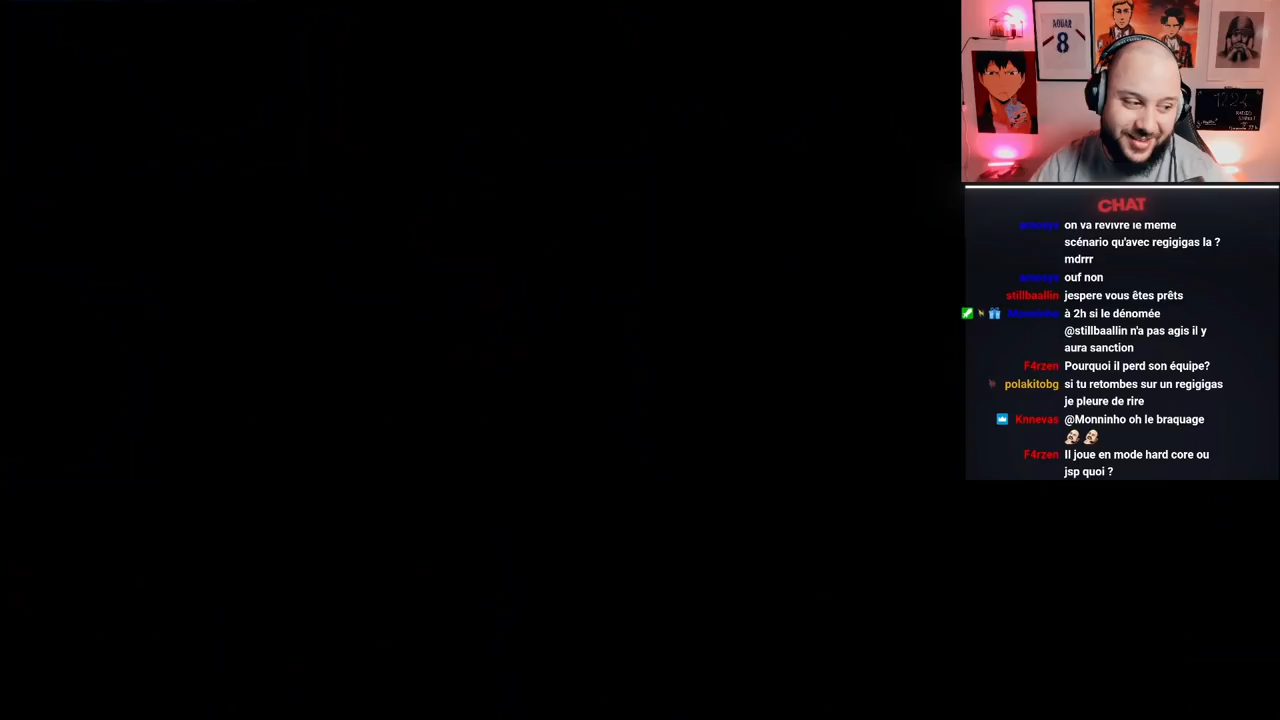 AOUAR
8
CHAT
on va revivre le meme
scénario qu'avec regigigas la ?
mdrrr
ouf non
stillbaallin jespere vous êtes prêts
Monninho à 2h si le dénomée
@stillbaallin n'a pas agis il y
aura sanction
F4rzen Pourquoi il perd son équipe?
polakitobg si tu retombes sur un regigigas
je pleure de rire
Knnevas @Monninho oh le braquage
F4rzen Il joue en mode hard core ou
jsp quoi ?